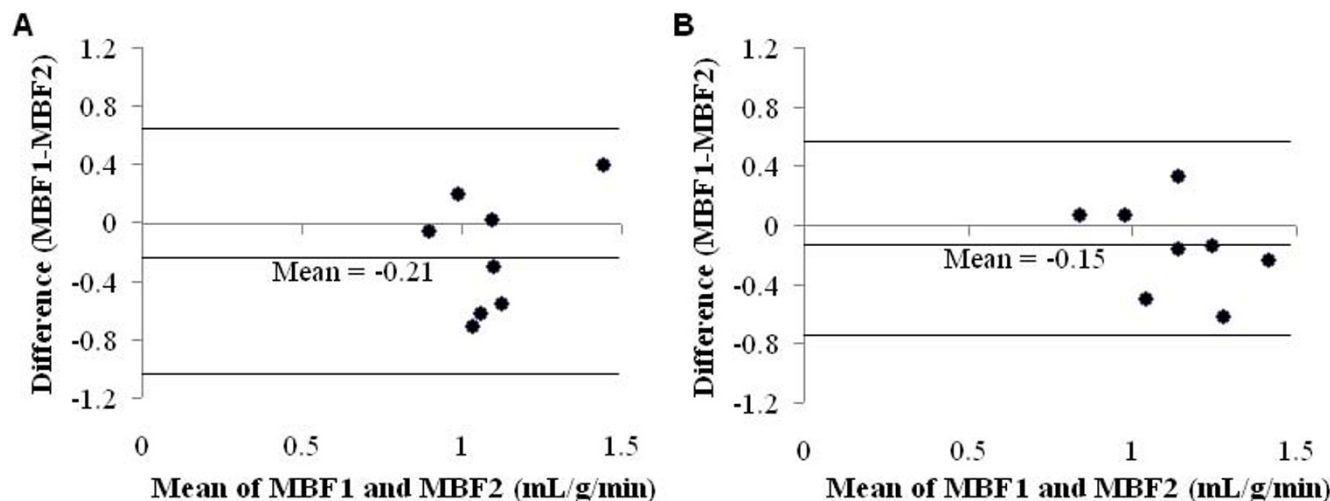 A
Difference (MBF1-MBF2)
1.2
0.8
0.4
0
-0.4
-0.8
-1.2
Mean = -0.21
0
0.5
1
1.5
Mean of MBF1 and MBF2 (mL/g/min)
B
Difference (MBF1-MBF2)
1.2
0.8
0.4
0
-0.4
-0.8
-1.2
Mean = -0.15
0
0.5
1
1.5
Mean of MBF1 and MBF2 (mL/g/min)